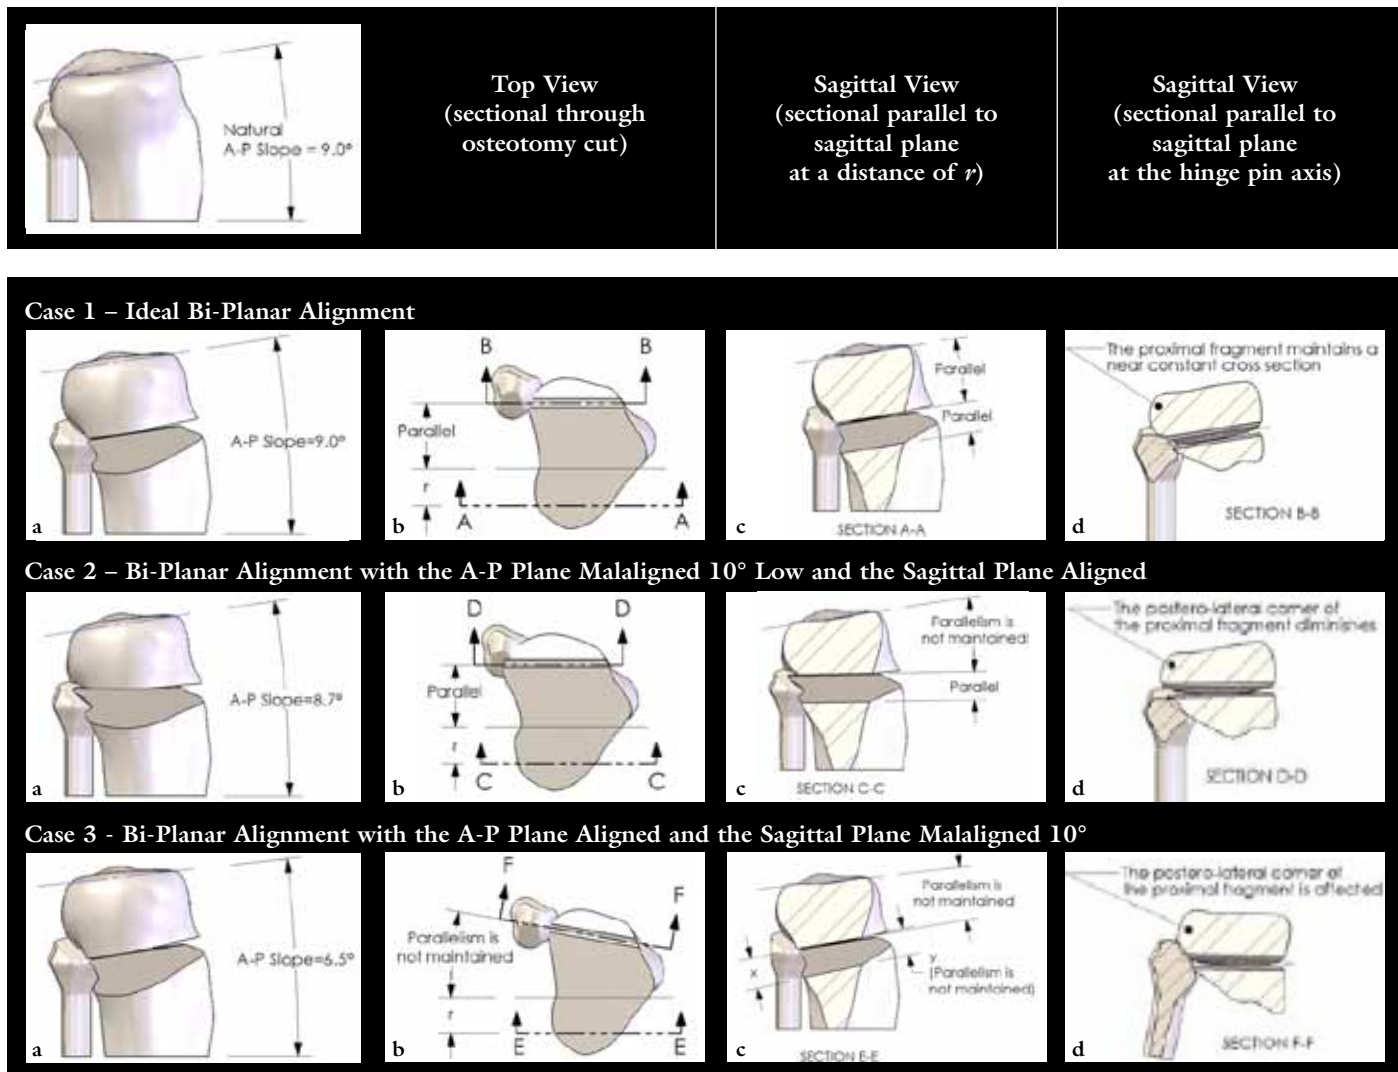 Natural
A-P Slope = 9.0°
Top View
(sectional through
osteotomy cut)
Sagittal View
(sectional parallel to
sagittal plane
at a distance of r)
Sagittal View
(sectional parallel to
sagittal plane
at the hinge pin axis)
Case 1 – Ideal Bi-Planar Alignment
A-P Slope=9.0°
a
B B
Parallel
r
A A
b
Parallel
Parallel
SECTION A-A
c
The proximal fragment maintains a
near constant cross section
SECTION B-B
d
Case 2 – Bi-Planar Alignment with the A-P Plane Malaligned 10° Low and the Sagittal Plane Aligned
A-P Slope=8.7°
a
D D
Parallel
r
C C
b
Parallelism is
not maintained
Parallel
SECTION C-C
c
The postero-lateral corner of
the proximal fragment diminishes
SECTION D-D
d
Case 3 - Bi-Planar Alignment with the A-P Plane Aligned and the Sagittal Plane Malaligned 10°
A-P Slope=6.5°
a
F F
Parallelism is
not maintained
r
E E
b
Parallelism is
not maintained
x
y
(Parallelism is
not maintained)
SECTION E-E
c
The postero-lateral corner of
the proximal fragment is affected
SECTION F-F
d